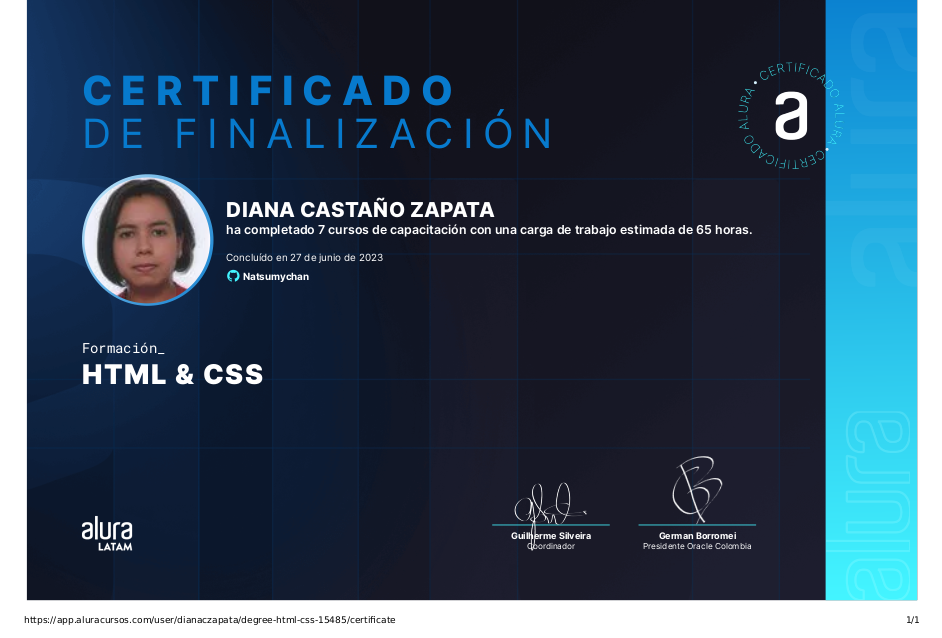 CERTIFICADO
DE FINALIZACIÓN
CERTIFICADO ALURA • CERTIFICADO ALURA •
a
DIANA CASTAÑO ZAPATA
ha completado 7 cursos de capacitación con una carga de trabajo estimada de 65 horas.
Concluído en 27 de junio de 2023
Natsumychan
Formación_
HTML & CSS
alura
LATAM
Guilherme Silveira
Coordinador
German Borromei
Presidente Oracle Colombia
alura
alura
https://app.aluracursos.com/user/dianaczapata/degree-html-css-15485/certificate
1/1